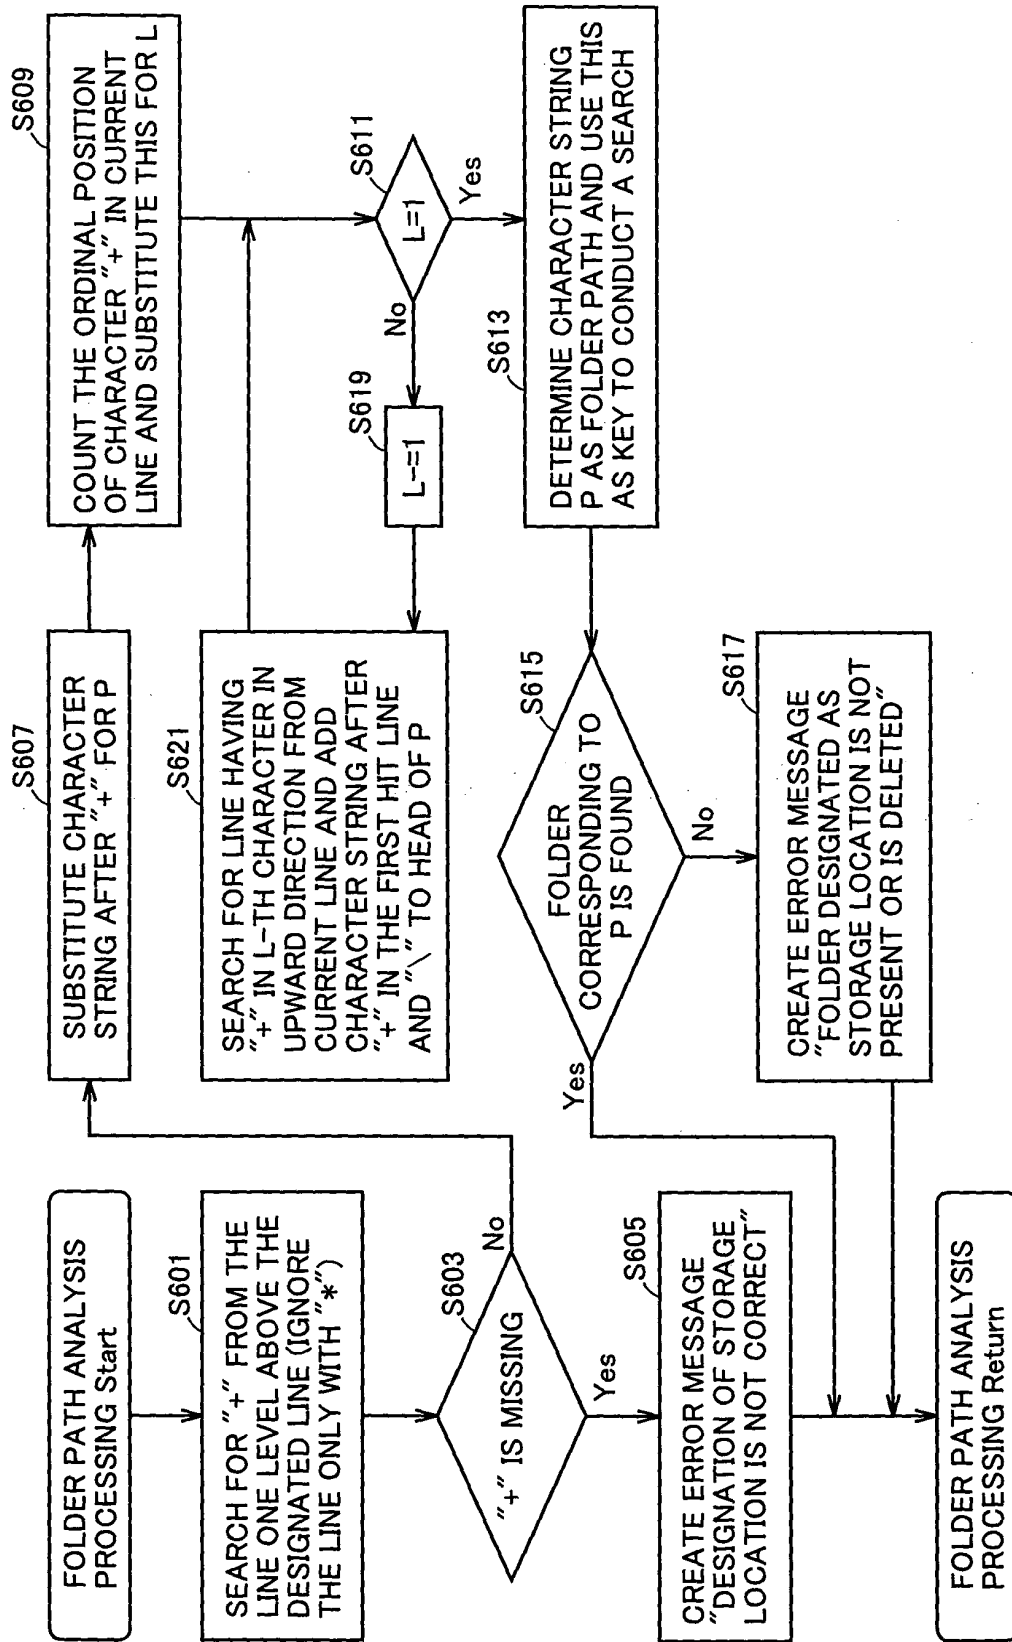 FOLDER PATH ANALYSIS
PROCESSING Start
S601
SEARCH FOR "+" FROM THE
LINE ONE LEVEL ABOVE THE
DESIGNATED LINE (IGNORE
THE LINE ONLY WITH "*")
S603
"+" IS MISSING
No
Yes
S605
CREATE ERROR MESSAGE
"DESIGNATION OF STORAGE
LOCATION IS NOT CORRECT"
FOLDER PATH ANALYSIS
PROCESSING Return
S607
SUBSTITUTE CHARACTER
STRING AFTER "+" FOR P
S609
COUNT THE ORDINAL POSITION
OF CHARACTER "+" IN CURRENT
LINE AND SUBSTITUTE THIS FOR L
S611
L=1
No
Yes
S619
L-=1
S621
SEARCH FOR LINE HAVING
"+" IN L-TH CHARACTER IN
UPWARD DIRECTION FROM
CURRENT LINE AND ADD
CHARACTER STRING AFTER
"+" IN THE FIRST HIT LINE
AND "\" TO HEAD OF P
S613
DETERMINE CHARACTER STRING
P AS FOLDER PATH AND USE THIS
AS KEY TO CONDUCT A SEARCH
S615
FOLDER
CORRESPONDING TO
P IS FOUND
Yes
No
S617
CREATE ERROR MESSAGE
"FOLDER DESIGNATED AS
STORAGE LOCATION IS NOT
PRESENT OR IS DELETED"